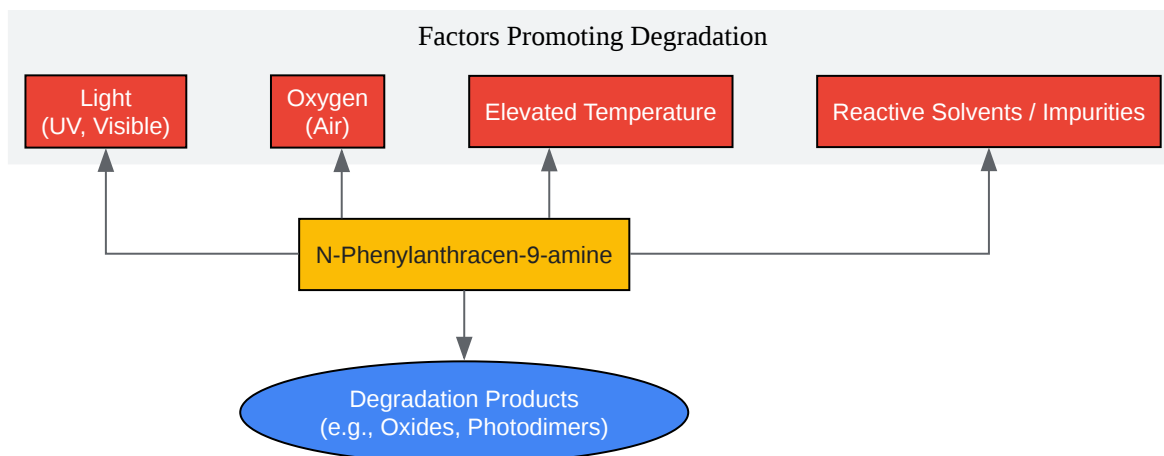 Factors Promoting Degradation
Light
(UV, Visible)
Oxygen
(Air)
Elevated Temperature
Reactive Solvents / Impurities
N-Phenylanthracen-9-amine
Degradation Products
(e.g., Oxides, Photodimers)